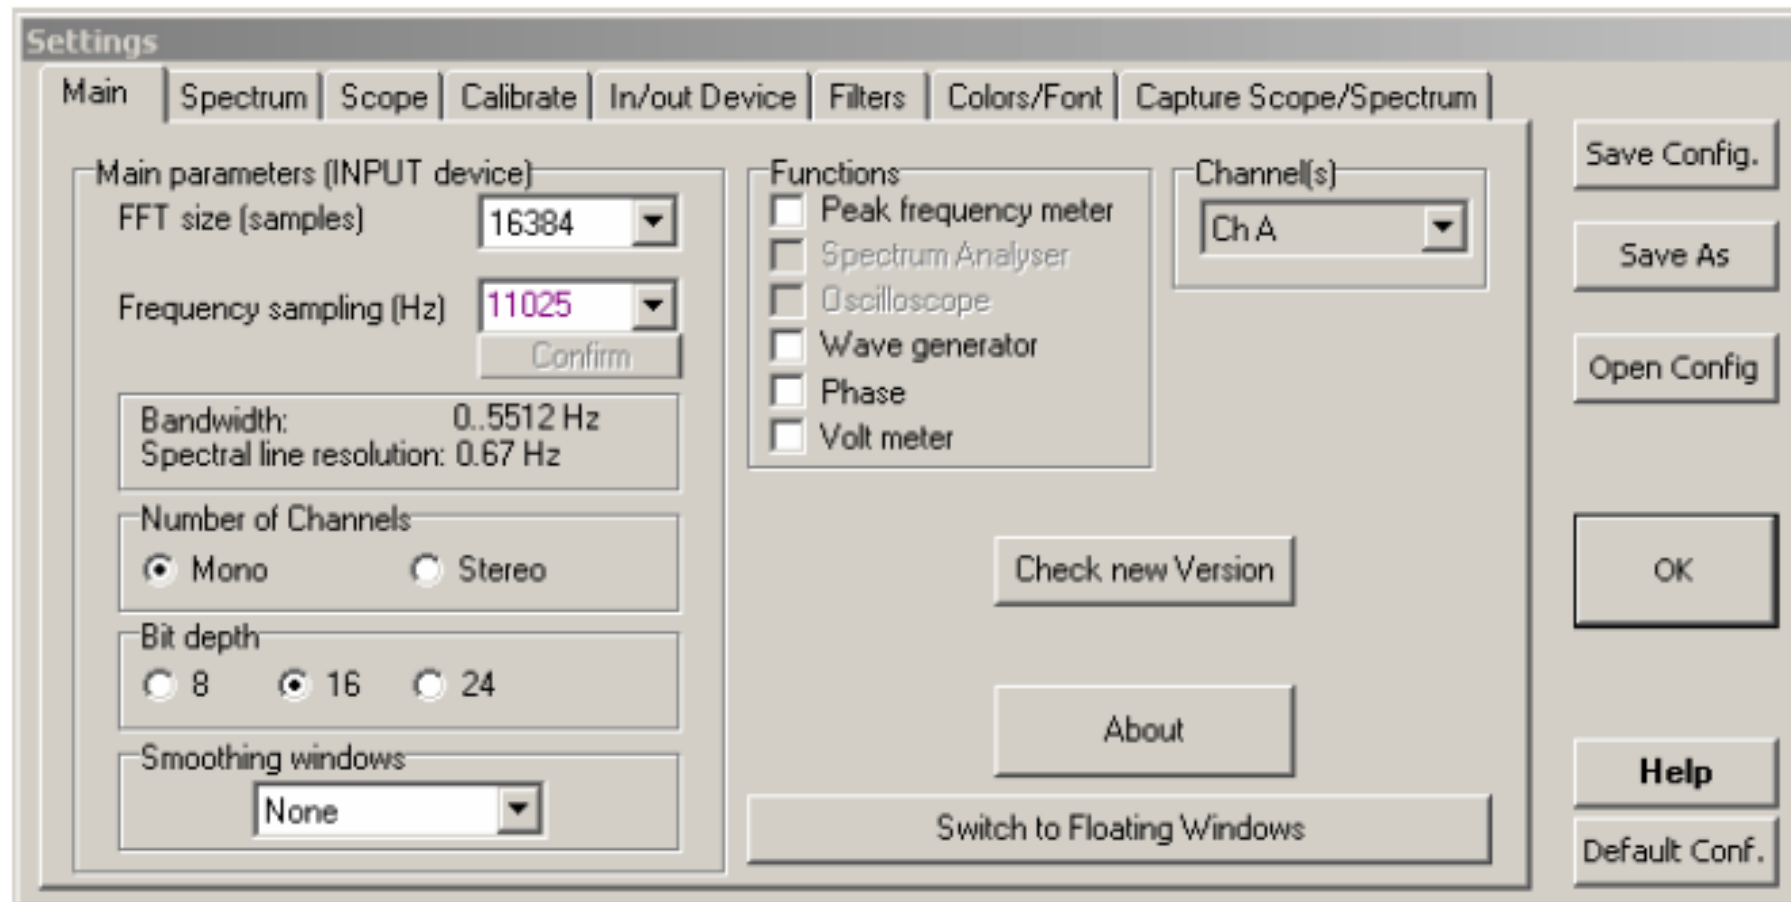 Settings
Main Spectrum Scope Calibrate In/out Device Filters Colors/Font Capture Scope/Spectrum
Main parameters (INPUT device)
FFT size (samples) 16384
Frequency sampling (Hz) 11025
Confirm
Bandwidth: 0..5512 Hz
Spectral line resolution: 0.67 Hz
Number of Channels
Mono Stereo
Bit depth
8 16 24
Smoothing windows
None
Functions
Peak frequency meter
Spectrum Analyser
Oscilloscope
Wave generator
Phase
Volt meter
Channel(s)
Ch A
Check new Version
About
Switch to Floating Windows
Save Config.
Save As
Open Config
OK
Help
Default Conf.